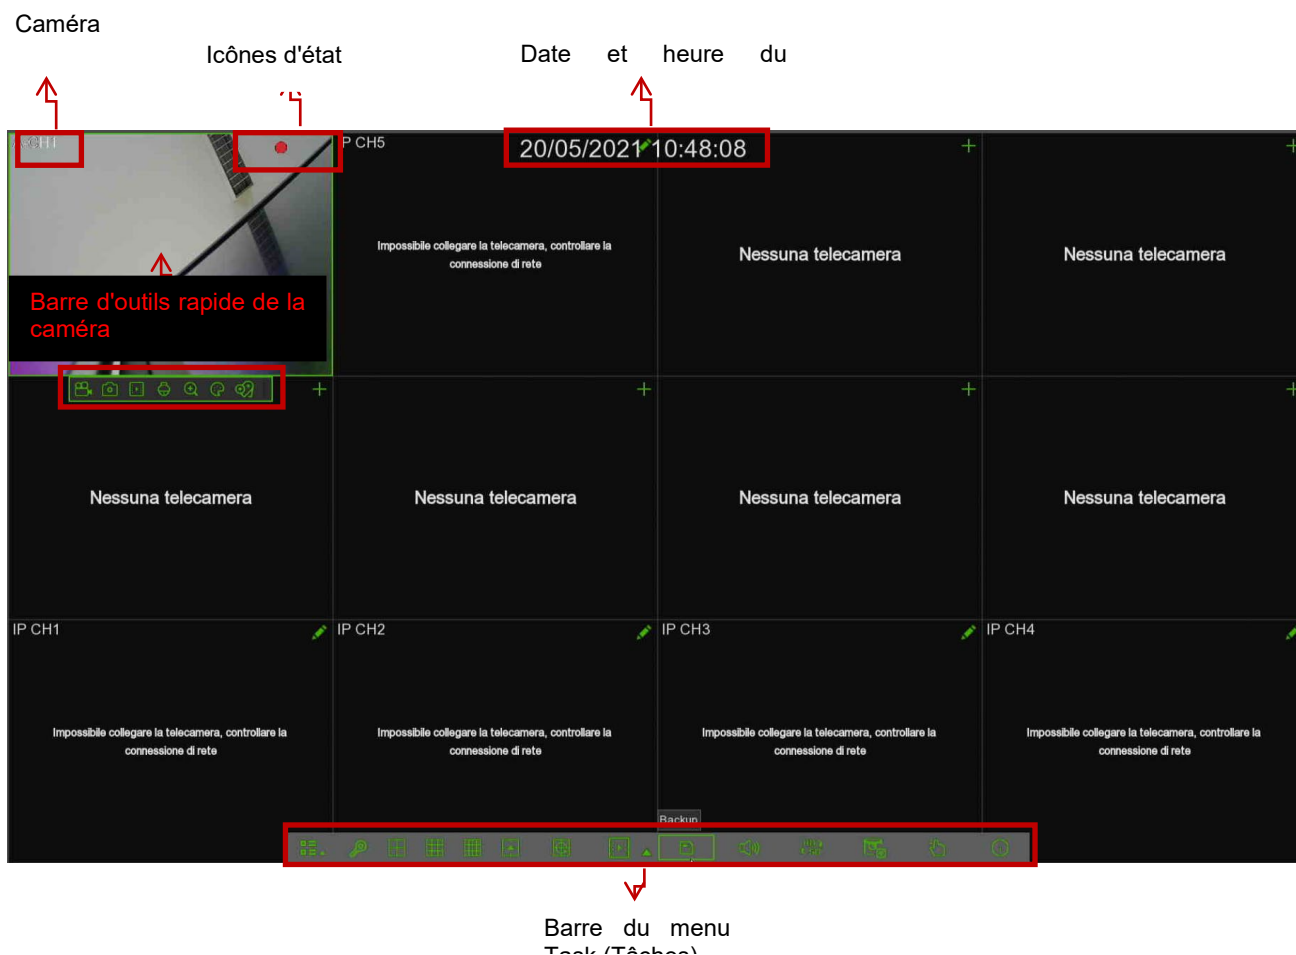 Caméra
Icônes d'état
Date et heure du
IP CH5
20/05/2021 10:48:08
Impossibile collegare la telecamera, controllare la
connessione di rete
Nessuna telecamera
Nessuna telecamera
Barre d'outils rapide de la
caméra
Nessuna telecamera
Nessuna telecamera
Nessuna telecamera
Nessuna telecamera
IP CH1
IP CH2
IP CH3
IP CH4
Impossibile collegare la telecamera, controllare la
connessione di rete
Impossibile collegare la telecamera, controllare la
connessione di rete
Impossibile collegare la telecamera, controllare la
connessione di rete
Impossibile collegare la telecamera, controllare la
connessione di rete
Backup
Barre du menu
Task (Tâches)